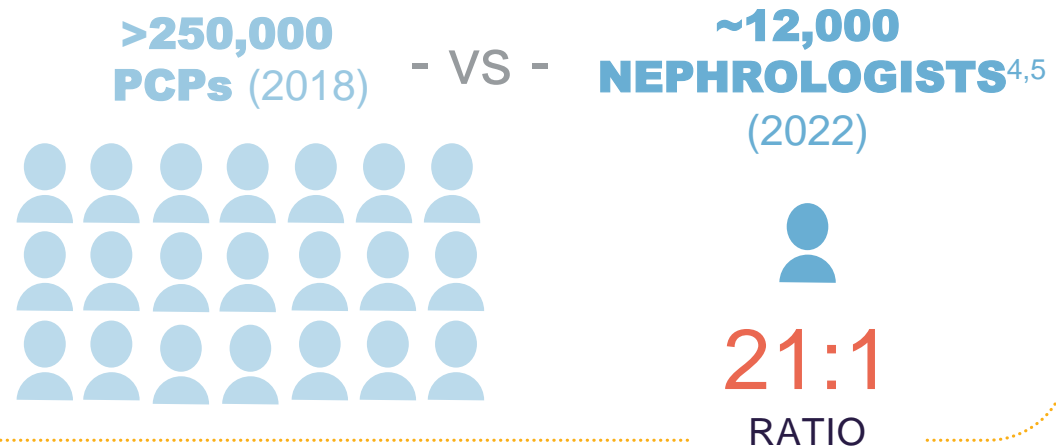 >250,000
PCPs (2018)
- VS -
~12,000
NEPHROLOGISTS4,5
(2022)
21:1
RATIO